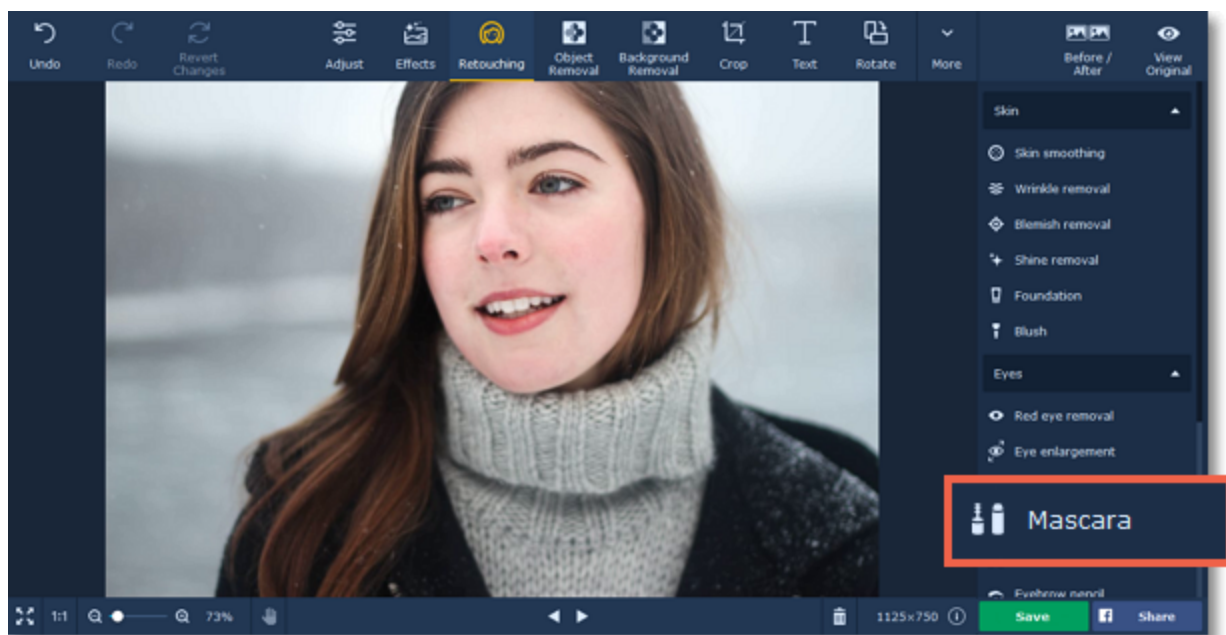 Undo
Redo
Revert
Changes
Adjust
Effects
Retouching
Object
Removal
Background
Removal
Crop
Text
Rotate
More
Before /
After
View
Original
Skin
Skin smoothing
Wrinkle removal
Blemish removal
Shine removal
Foundation
Blush
Eyes
Red eye removal
Eye enlargement
Mascara
Eyebrow pencil
1:1
73%
1125×750
Save
Share